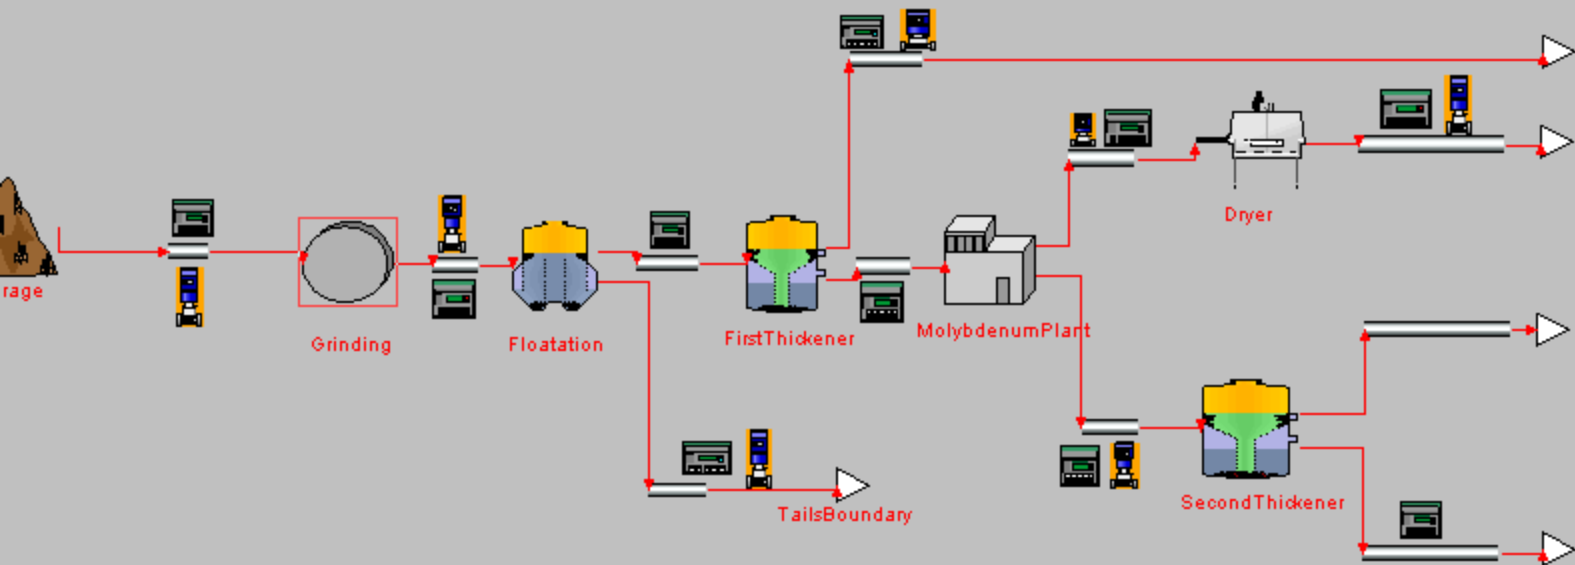 rage
Grinding
Floatation
FirstThickener
MolybdenumPlant
Dryer
SecondThickener
TailsBoundary